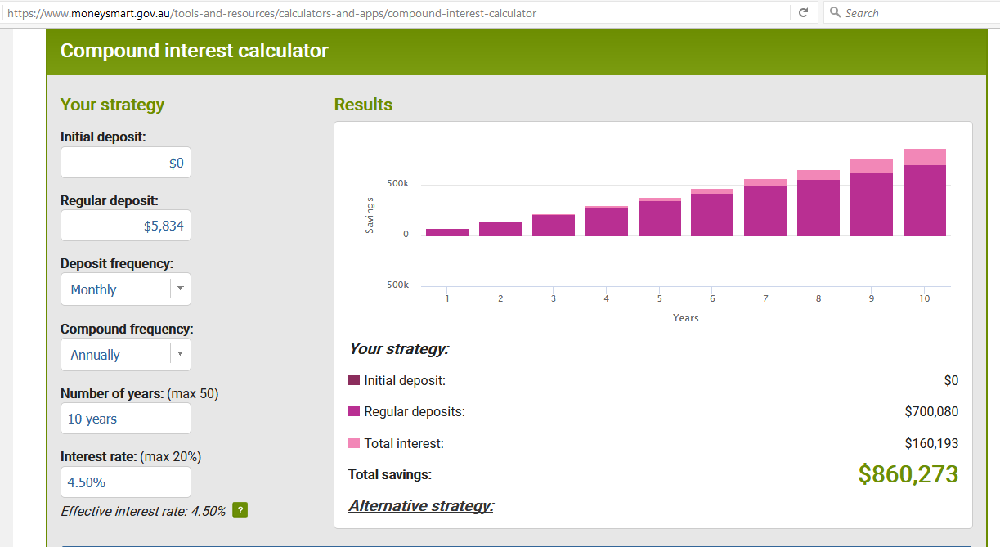 https://www.moneysmart.gov.au/tools-and-resources/calculators-and-apps/compound-interest-calculator
Search
Compound interest calculator
Your strategy
Initial deposit:
$0
Regular deposit:
$5,834
Deposit frequency:
Monthly
Compound frequency:
Annually
Number of years: (max 50)
10 years
Interest rate: (max 20%)
4.50%
Effective interest rate: 4.50% ?
Results
Savings
500k
0
−500k
1 2 3 4 5 6 7 8 9 10
Years
Your strategy:
Initial deposit: $0
Regular deposits: $700,080
Total interest: $160,193
Total savings: $860,273
Alternative strategy: